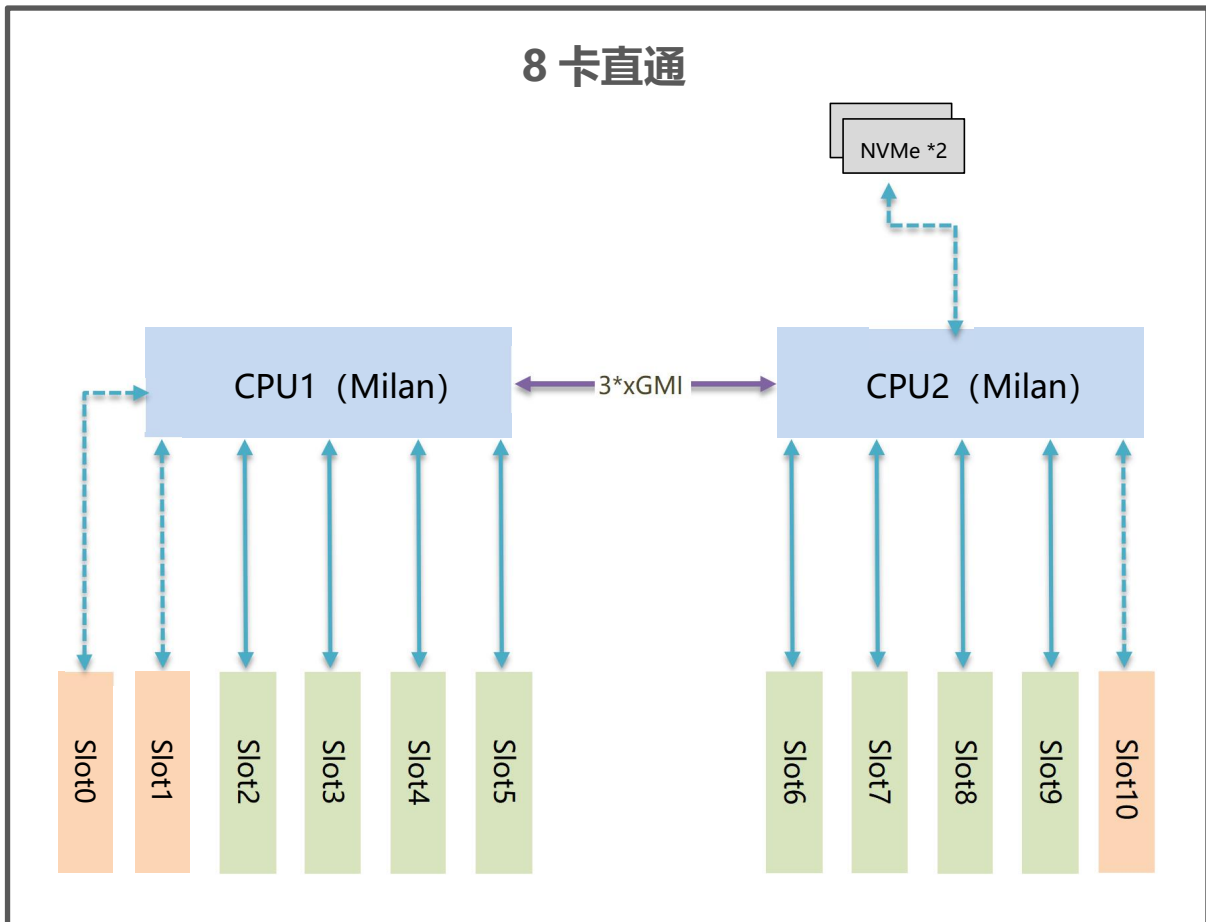 8 卡直通
NVMe *2
CPU1（Milan）
3*xGMI
CPU2（Milan）
Slot0
Slot1
Slot2
Slot3
Slot4
Slot5
Slot6
Slot7
Slot8
Slot9
Slot10